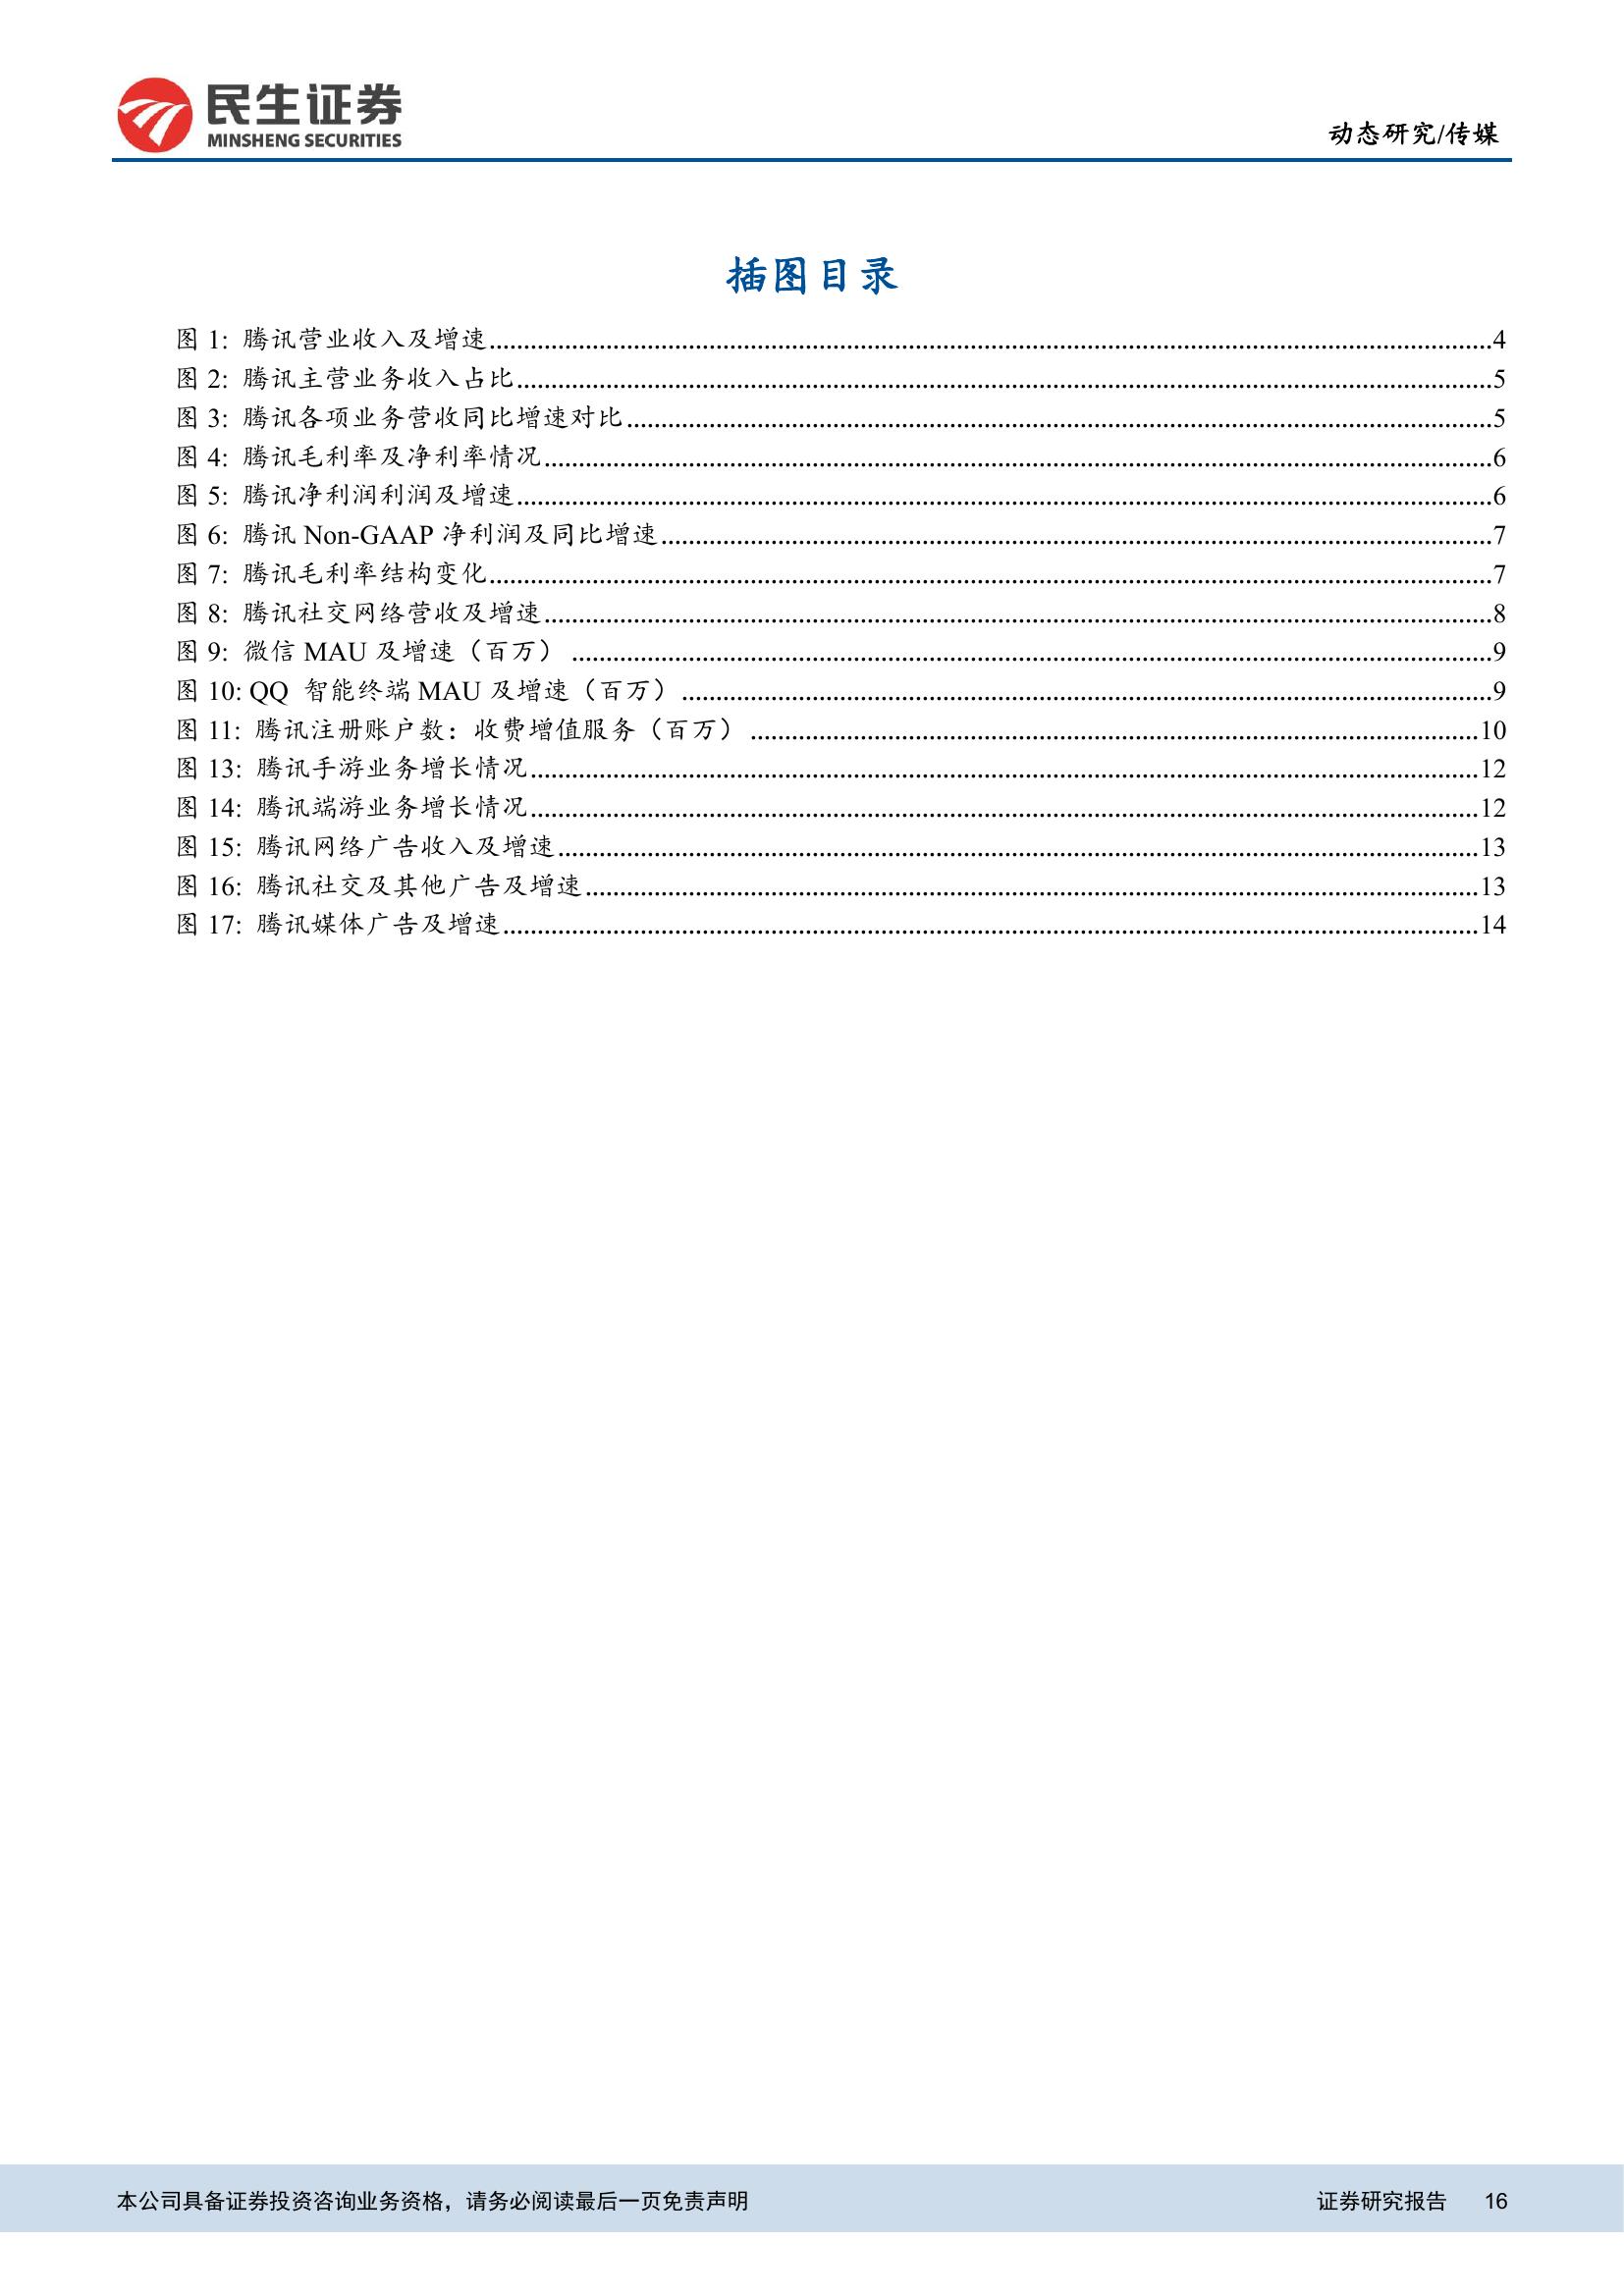 民生证券
MINSHENG SECURITIES
动态研究/传媒
插图目录
图 1: 腾讯营业收入及增速........................................4
图 2: 腾讯主营业务收入占比........................................5
图 3: 腾讯各项业务营收同比增速对比........................................5
图 4: 腾讯毛利率及净利率情况........................................6
图 5: 腾讯净利润利润及增速........................................6
图 6: 腾讯 Non-GAAP 净利润及同比增速........................................7
图 7: 腾讯毛利率结构变化........................................7
图 8: 腾讯社交网络营收及增速........................................8
图 9: 微信 MAU 及增速（百万）........................................9
图 10: QQ 智能终端 MAU 及增速（百万）........................................9
图 11: 腾讯注册账户数：收费增值服务（百万）........................................10
图 13: 腾讯手游业务增长情况........................................12
图 14: 腾讯端游业务增长情况........................................12
图 15: 腾讯网络广告收入及增速........................................13
图 16: 腾讯社交及其他广告及增速........................................13
图 17: 腾讯媒体广告及增速........................................14
本公司具备证券投资咨询业务资格，请务必阅读最后一页免责声明
证券研究报告 16